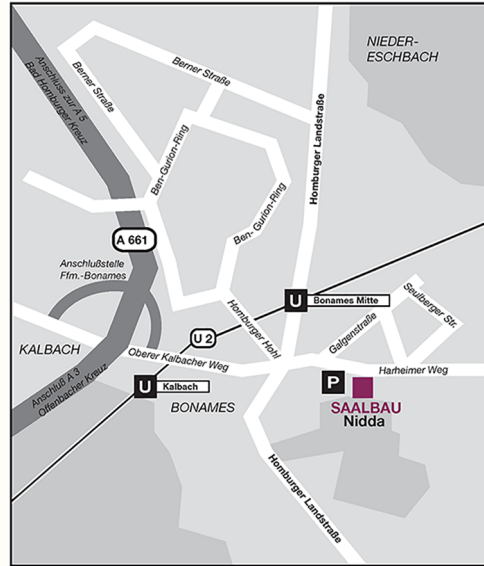 NIEDER-
ESCHBACH
Berner Straße
Berner Straße
Anschluss zur A 5
Bad Homburger Kreuz
Homburger Landstraße
Ben-Gurion-Ring
Ben- Gurion-Ring
A 661
Anschlußstelle
Ffm.-Bonames
Seulberger Str.
U
Bonames Mitte
Galgenstraße
Homburger Hohl
U 2
KALBACH
Oberer Kalbacher Weg
Harheimer Weg
Anschluß A 3
Offenbacher Kreuz
U
Kalbach
P
BONAMES
SAALBAU
Nidda
Homburger Landstraße